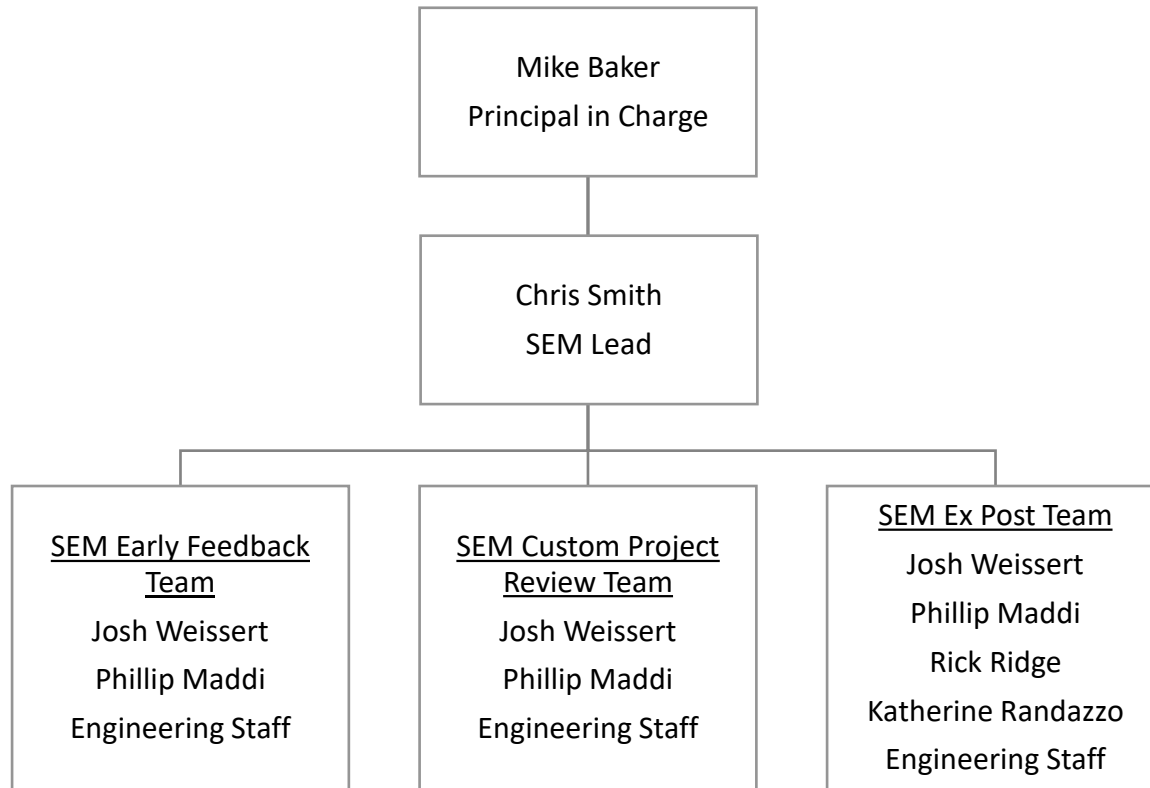 Mike Baker
Principal in Charge
Chris Smith
SEM Lead
SEM Early Feedback
Team
Josh Weissert
Phillip Maddi
Engineering Staff
SEM Custom Project
Review Team
Josh Weissert
Phillip Maddi
Engineering Staff
SEM Ex Post Team
Josh Weissert
Phillip Maddi
Rick Ridge
Katherine Randazzo
Engineering Staff